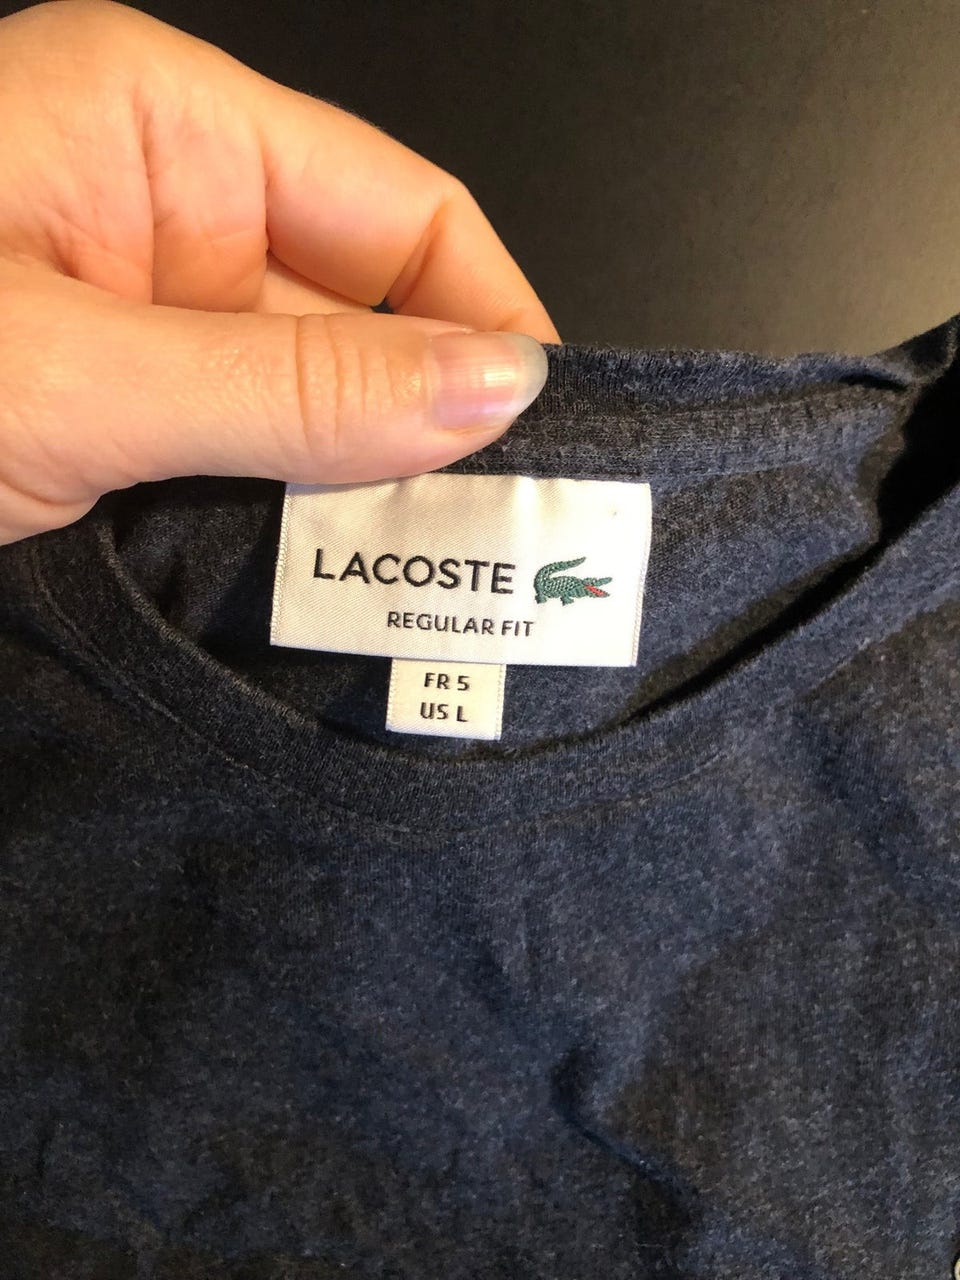 LACOSTE
REGULAR FIT
FR 5
US L